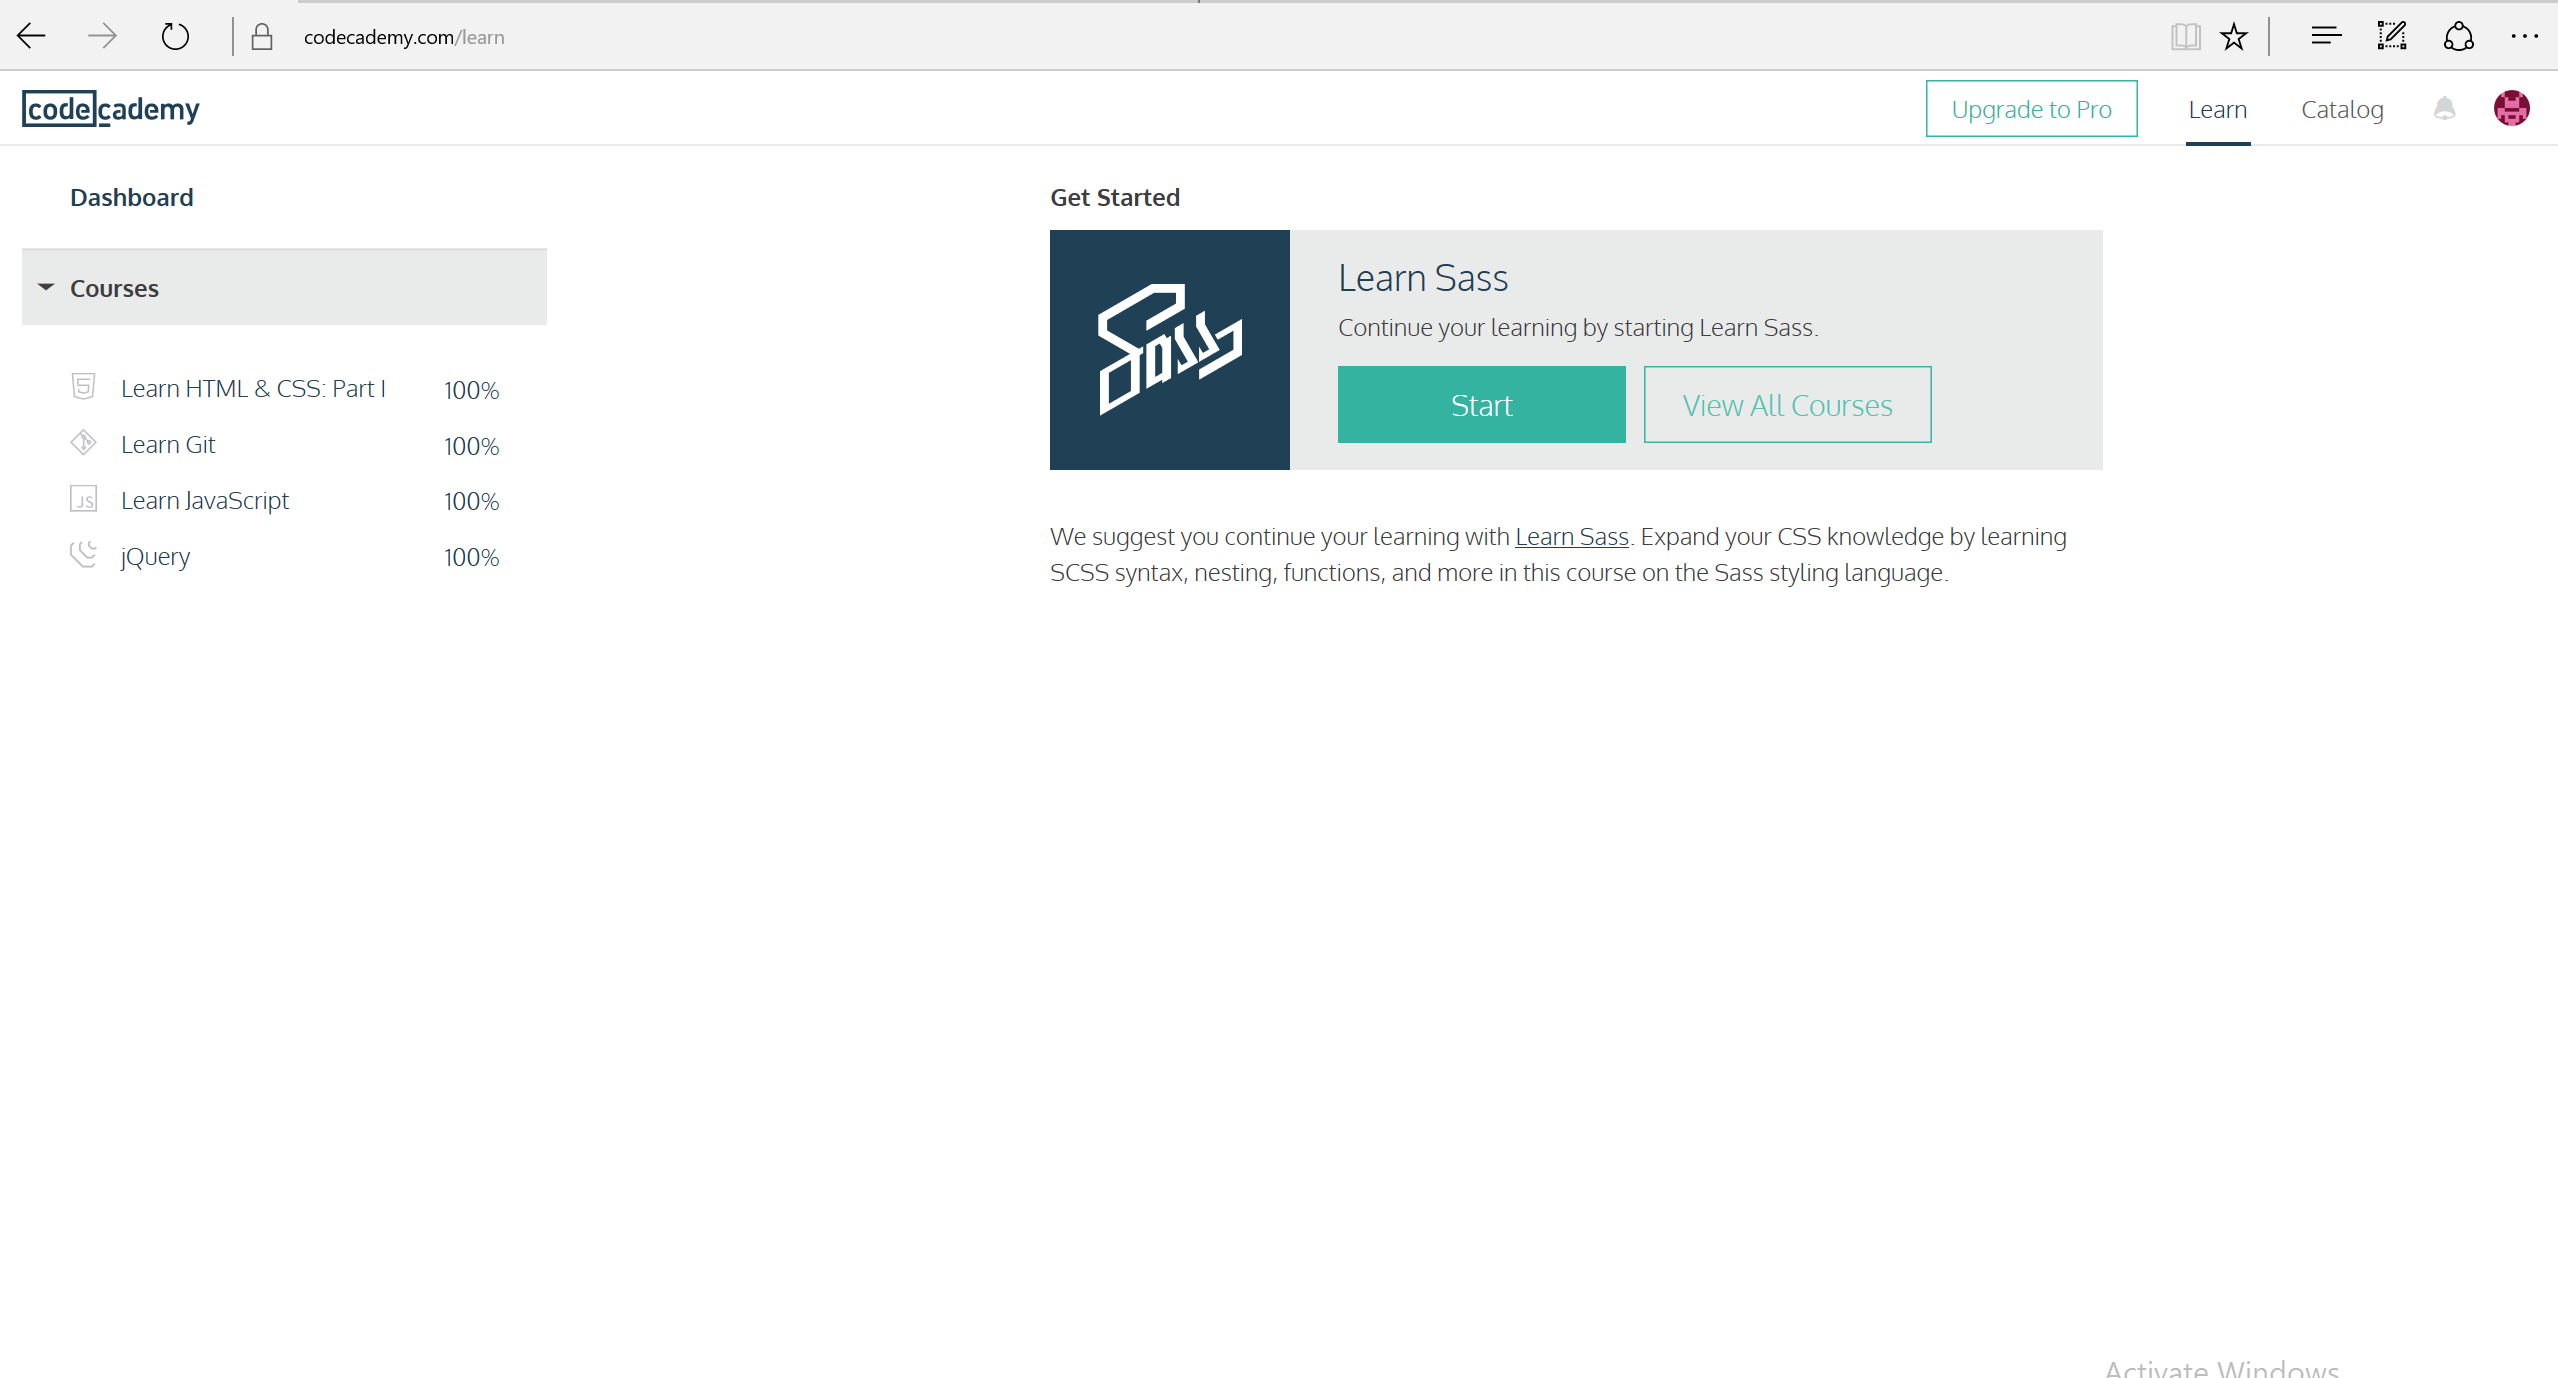 codecademy.com/learn
codecademy
Upgrade to Pro
Learn
Catalog
Dashboard
Courses
Learn HTML & CSS: Part I 100%
Learn Git 100%
JS Learn JavaScript 100%
jQuery 100%
Get Started
Sass
Learn Sass
Continue your learning by starting Learn Sass.
Start
View All Courses
We suggest you continue your learning with Learn Sass. Expand your CSS knowledge by learning
SCSS syntax, nesting, functions, and more in this course on the Sass styling language.
Activate Windows